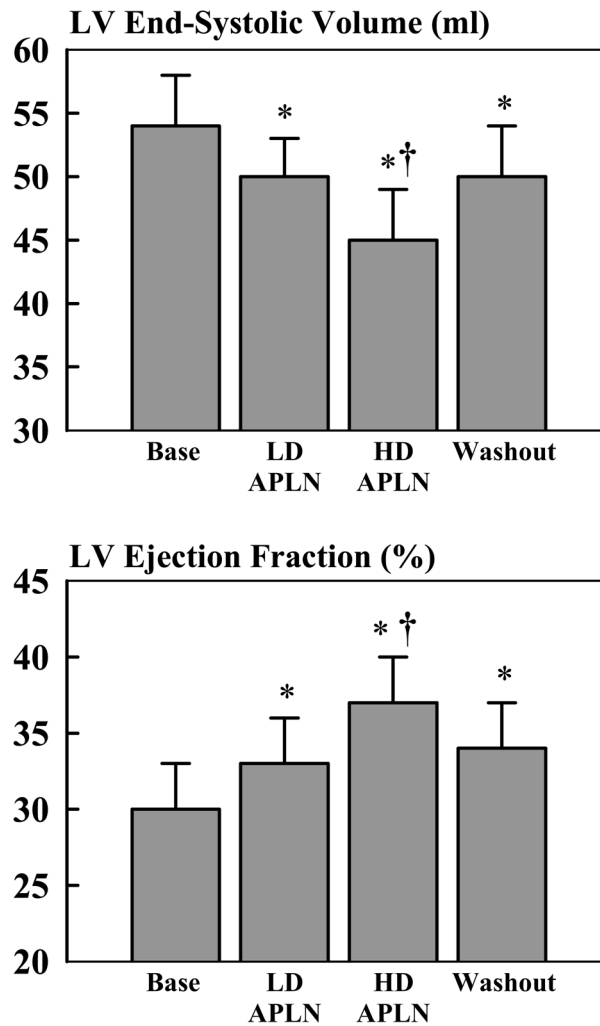 LV End-Systolic Volume (ml)
60
55
50
45
40
35
30
*
*†
*
Base
LD APLN
HD APLN
Washout
LV Ejection Fraction (%)
45
40
35
30
25
20
*
* †
*
Base
LD APLN
HD APLN
Washout